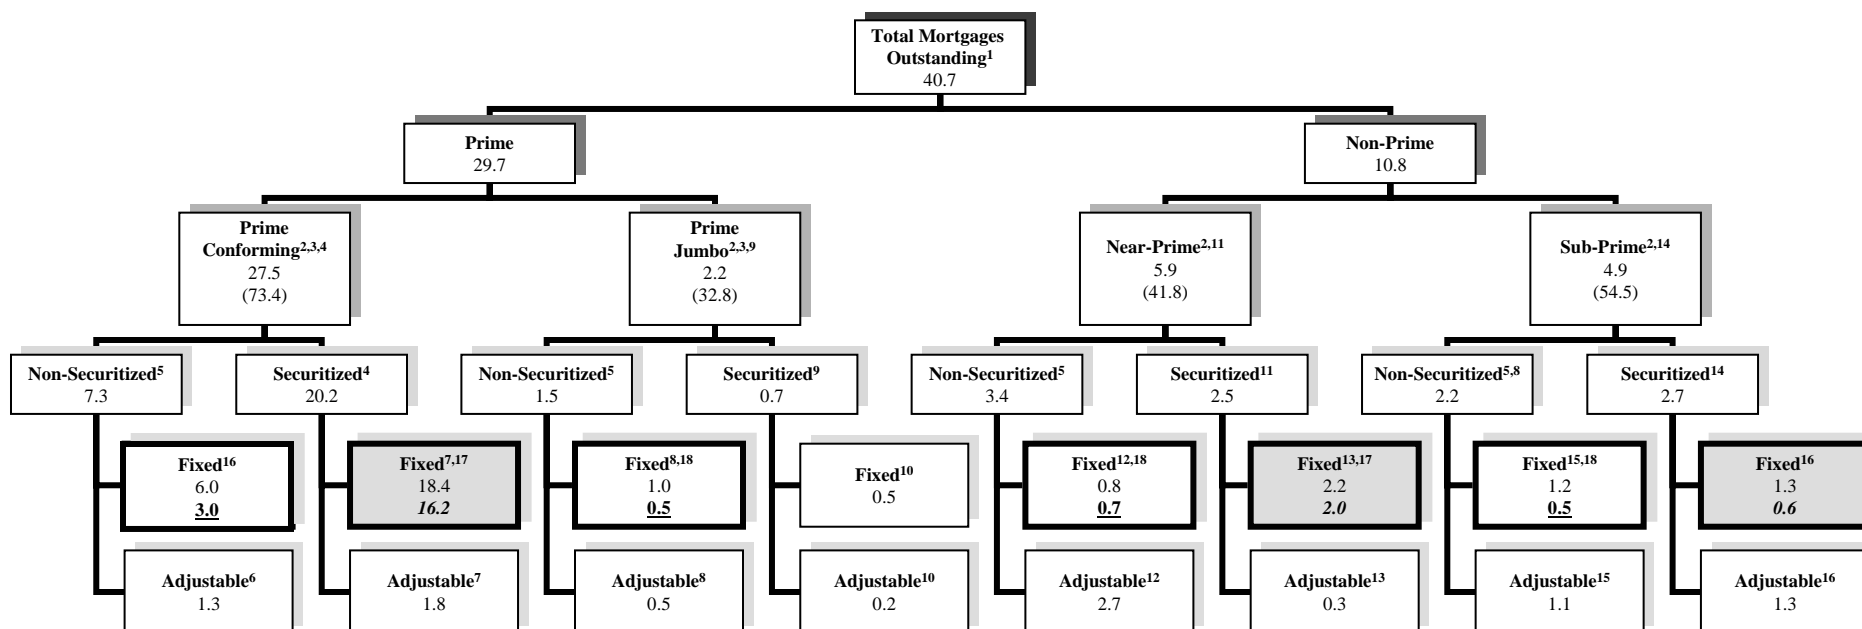 Total Mortgages
Outstanding¹
40.7
Prime
29.7
Non-Prime
10.8
Prime
Conforming²,³,⁴
27.5
(73.4)
Prime
Jumbo²,³,⁹
2.2
(32.8)
Near-Prime²,¹¹
5.9
(41.8)
Sub-Prime²,¹⁴
4.9
(54.5)
Non-Securitized⁵
7.3
Securitized⁴
20.2
Non-Securitized⁵
1.5
Securitized⁹
0.7
Non-Securitized⁵
3.4
Securitized¹¹
2.5
Non-Securitized⁵,⁸
2.2
Securitized¹⁴
2.7
Fixed¹⁶
6.0
3.0
Fixed⁷,¹⁷
18.4
16.2
Fixed⁸,¹⁸
1.0
0.5
Fixed¹⁰
0.5
Fixed¹²,¹⁸
0.8
0.7
Fixed¹³,¹⁷
2.2
2.0
Fixed¹⁵,¹⁸
1.2
0.5
Fixed¹⁶
1.3
0.6
Adjustable⁶
1.3
Adjustable⁷
1.8
Adjustable⁸
0.5
Adjustable¹⁰
0.2
Adjustable¹²
2.7
Adjustable¹³
0.3
Adjustable¹⁵
1.1
Adjustable¹⁶
1.3